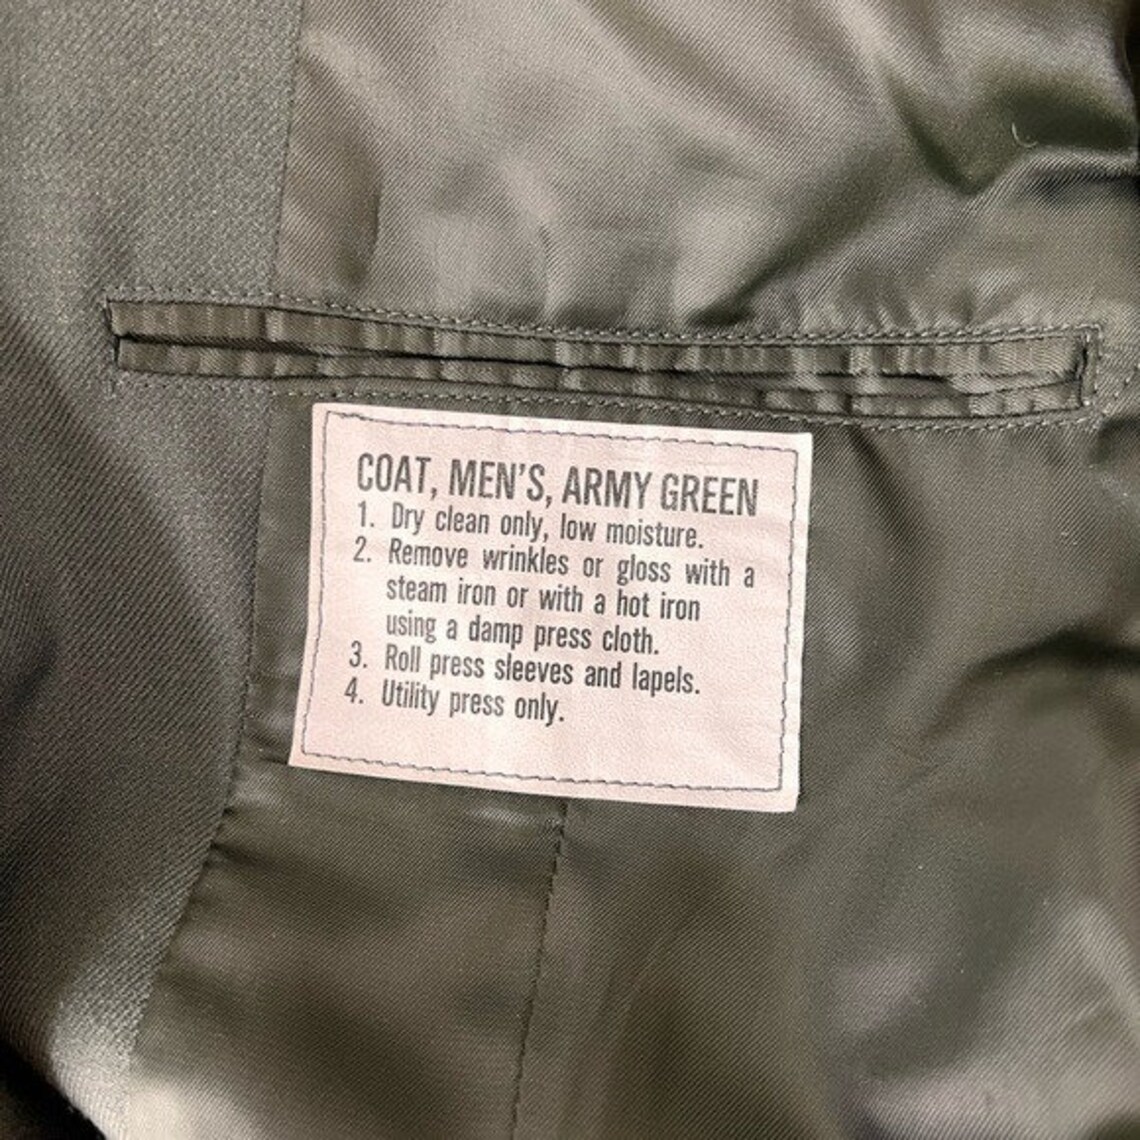 COAT, MEN'S, ARMY GREEN
1. Dry clean only, low moisture.
2. Remove wrinkles or gloss with a
steam iron or with a hot iron
using a damp press cloth.
3. Roll press sleeves and lapels.
4. Utility press only.